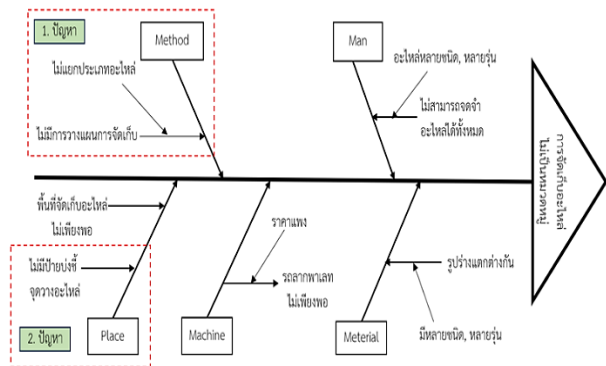 1. ปัญหา
Method
Man
ไม่แยกประเภทอะไหล่
ไม่มีการวางแผนการจัดเก็บ
อะไหล่หลายชนิด, หลายรุ่น
ไม่สามารถจดจำ
อะไหล่ได้ทั้งหมด
การจัดเก็บอะไหล่
ไม่เป็นหมวดหมู่
พื้นที่จัดเก็บอะไหล่
ไม่เพียงพอ
ไม่มีป้ายบ่งชี้
จุดวางอะไหล่
ราคาแพง
รถลากพาเลท
ไม่เพียงพอ
รูปร่างแตกต่างกัน
มีหลายชนิด, หลายรุ่น
2. ปัญหา
Place
Machine
Meterial